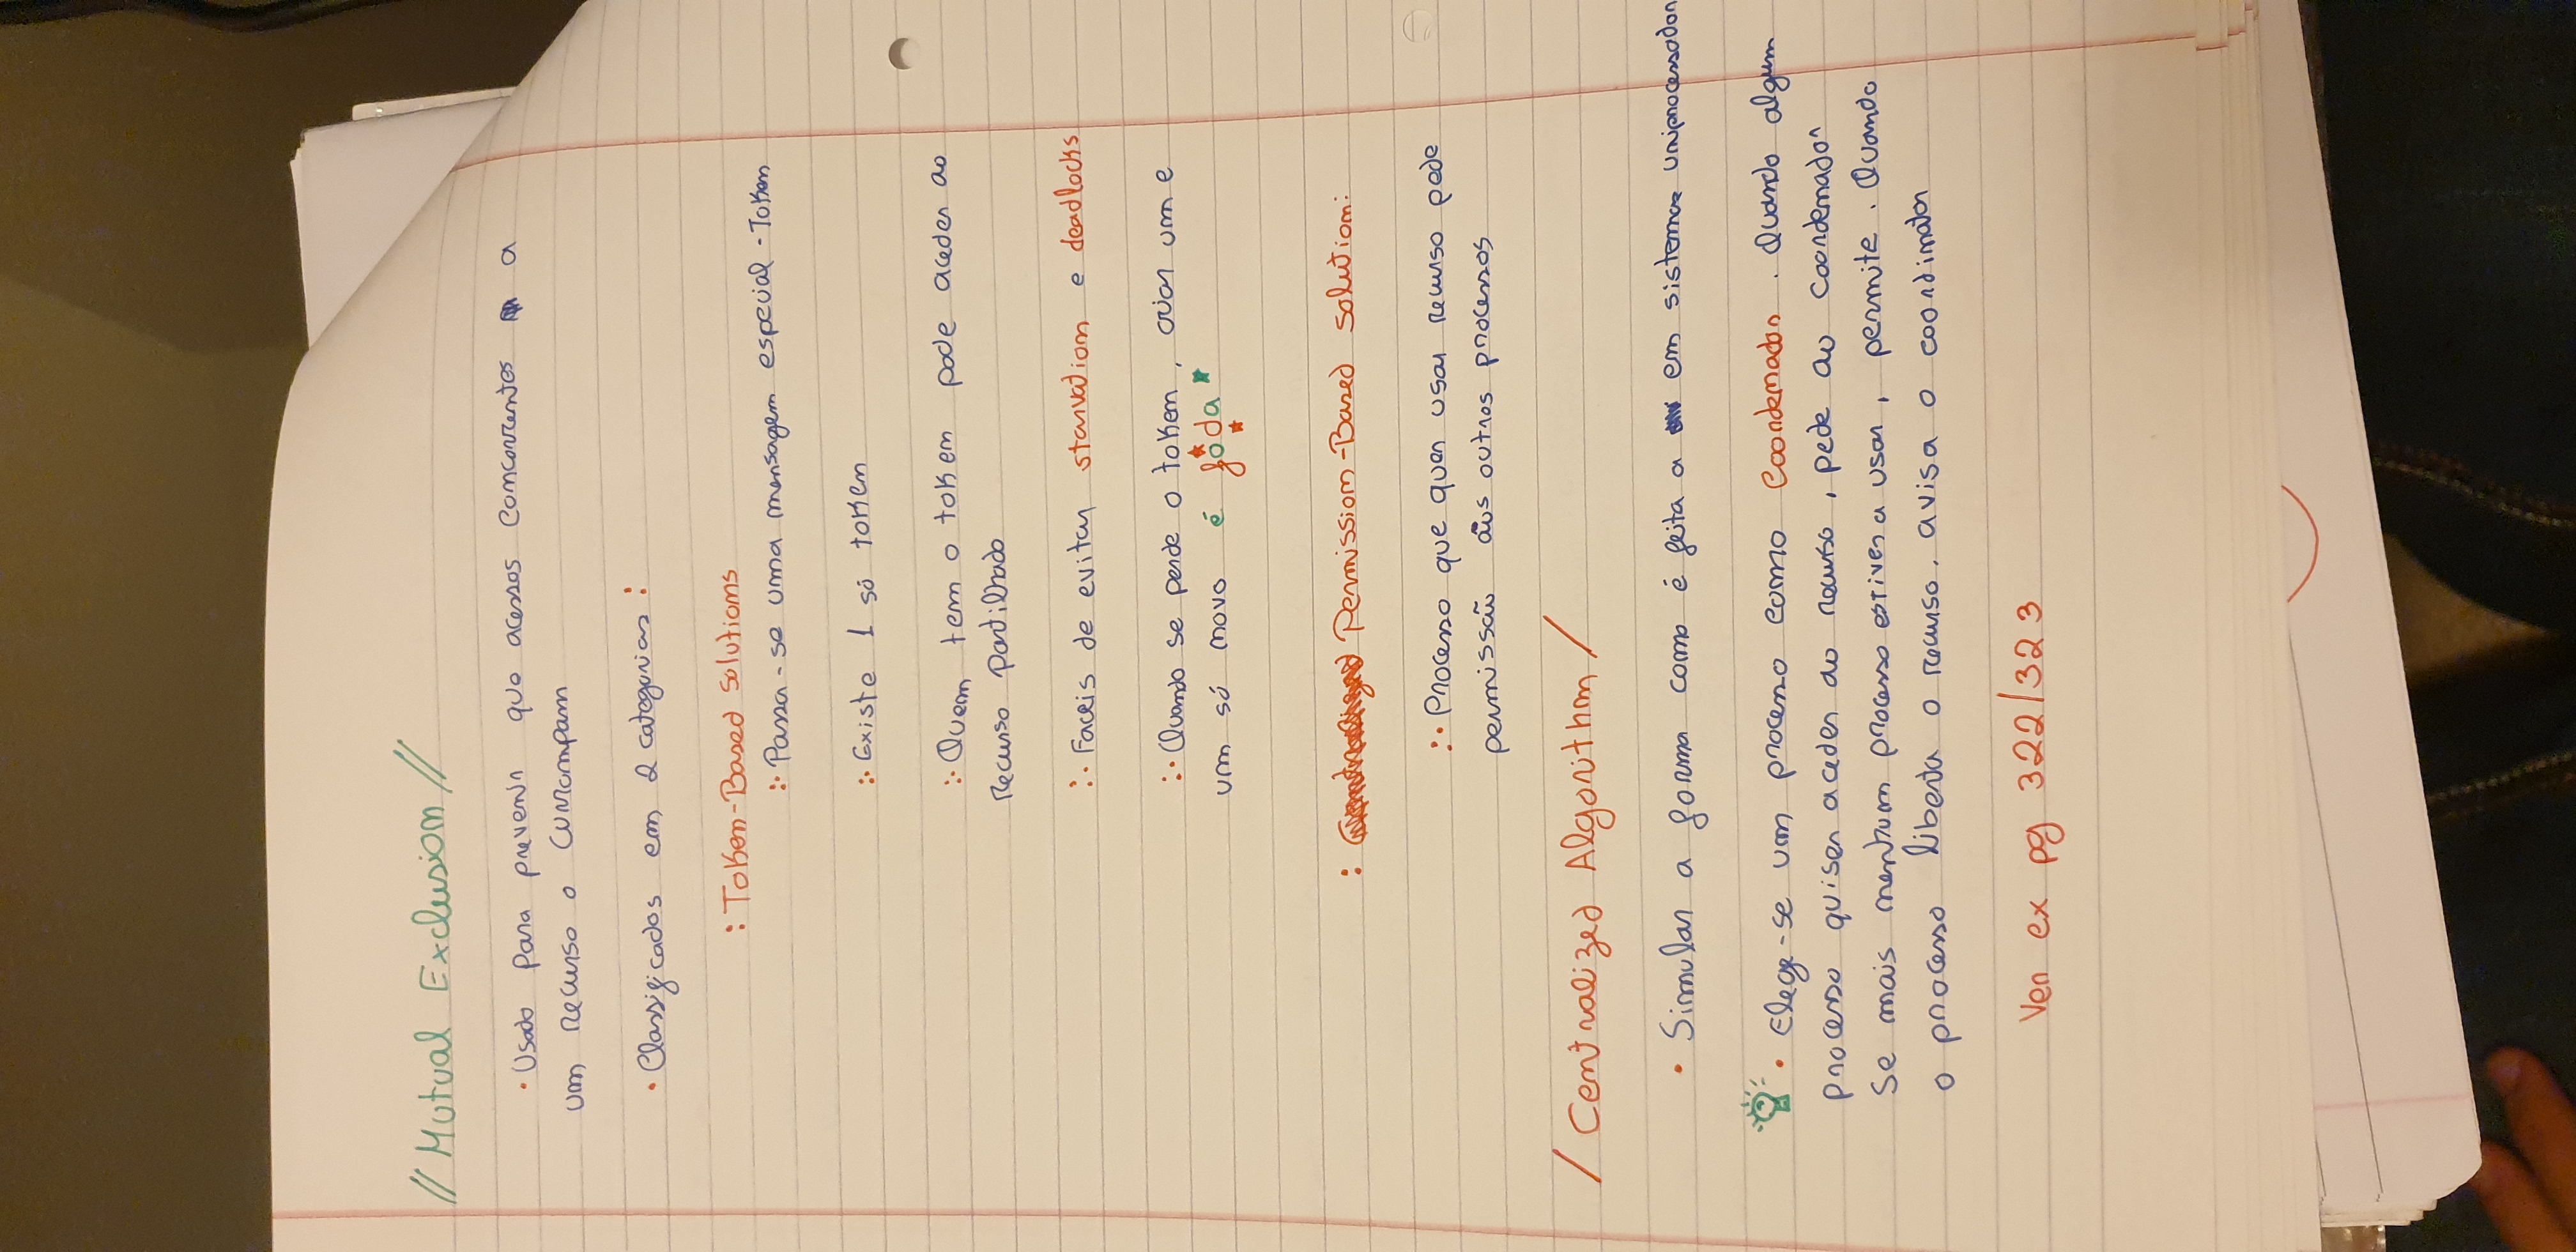 // Mutual Exclusion //
• Usado para prevenir que acessos concorrentes a
um recurso o corrompam
• Classificados em 2 categorias:
: Token-Based Solutions
:• Passa-se uma mensagem especial - Token
:• Existe 1 só token
:• Quem tem o token pode aceder ao
recurso partilhado
:• Faceis de evitar starvation e deadlocks
:• Quando se perde o token, criar um e
um só novo é foda
: Permission-Based solution:
:• Processo que quer usar recurso pede
permissão aos outros processos
/ Centralized Algorithm /
• Simular a forma como é feita a em sistemas uniprocessador
• Elege-se um processo como Coordenador. Quando algum
processo quiser aceder ao recurso, pede ao coordenador
Se mais nenhum processo estiver a usar, permite. Quando
o processo liberta o recurso, avisa o coordinator
Ver ex pg 322/323